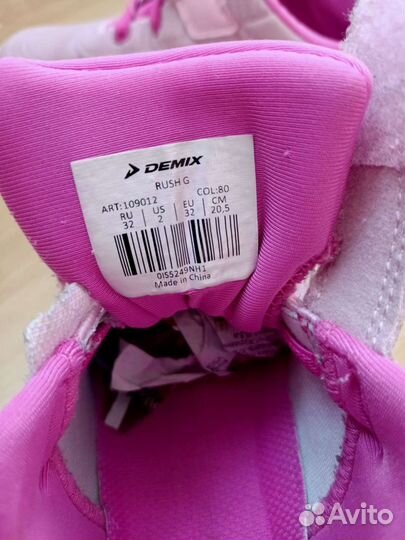 DEMIX
RUSH G
ART:109012 COL:80
RU US EU CM
32 2 32 20,5
0IS5249NH1
Made in China
Avito